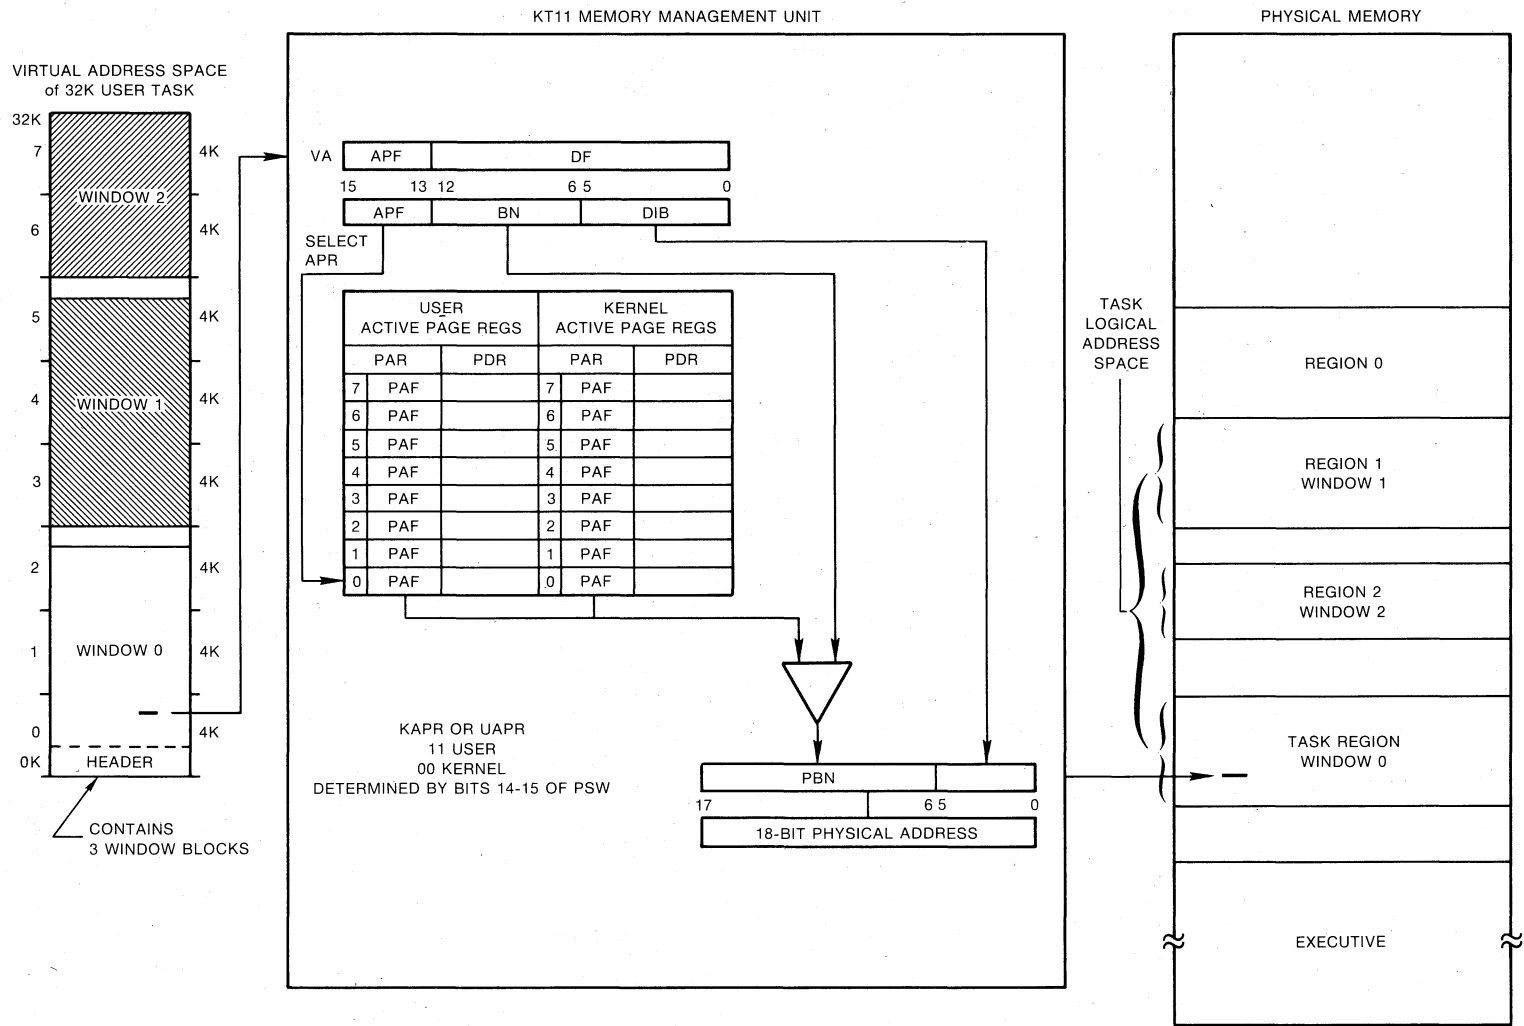 KT11 MEMORY MANAGEMENT UNIT
PHYSICAL MEMORY
VIRTUAL ADDRESS SPACE
of 32K USER TASK
32K
7
WINDOW 2
4K
6
4K
5
4K
4
WINDOW 1
4K
3
4K
2
4K
1
WINDOW 0
4K
0
4K
0K
HEADER
CONTAINS
3 WINDOW BLOCKS
VA
APF
DF
15
13
12
6
5
0
APF
BN
DIB
SELECT
APR
USER
ACTIVE PAGE REGS
KERNEL
ACTIVE PAGE REGS
PAR
PDR
PAR
PDR
7
PAF
7
PAF
6
PAF
6
PAF
5
PAF
5
PAF
4
PAF
4
PAF
3
PAF
3
PAF
2
PAF
2
PAF
1
PAF
1
PAF
0
PAF
0
PAF
KAPR OR UAPR
11 USER
00 KERNEL
DETERMINED BY BITS 14-15 OF PSW
PBN
17
6
5
0
18-BIT PHYSICAL ADDRESS
TASK
LOGICAL
ADDRESS
SPACE
REGION 0
REGION 1
WINDOW 1
REGION 2
WINDOW 2
TASK REGION
WINDOW 0
EXECUTIVE